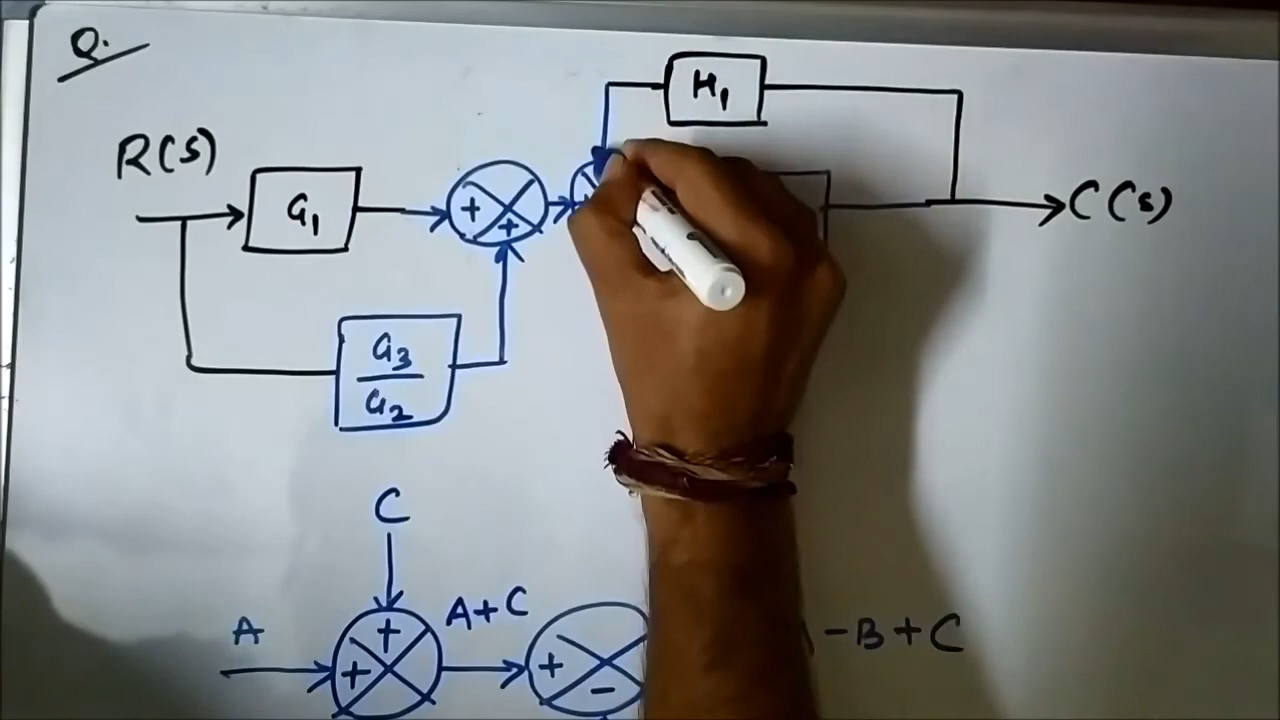 Q.
H1
R(s)
G1
+
+
C(s)
G3
G2
C
A
+
+
A+C
+
-
-B+C